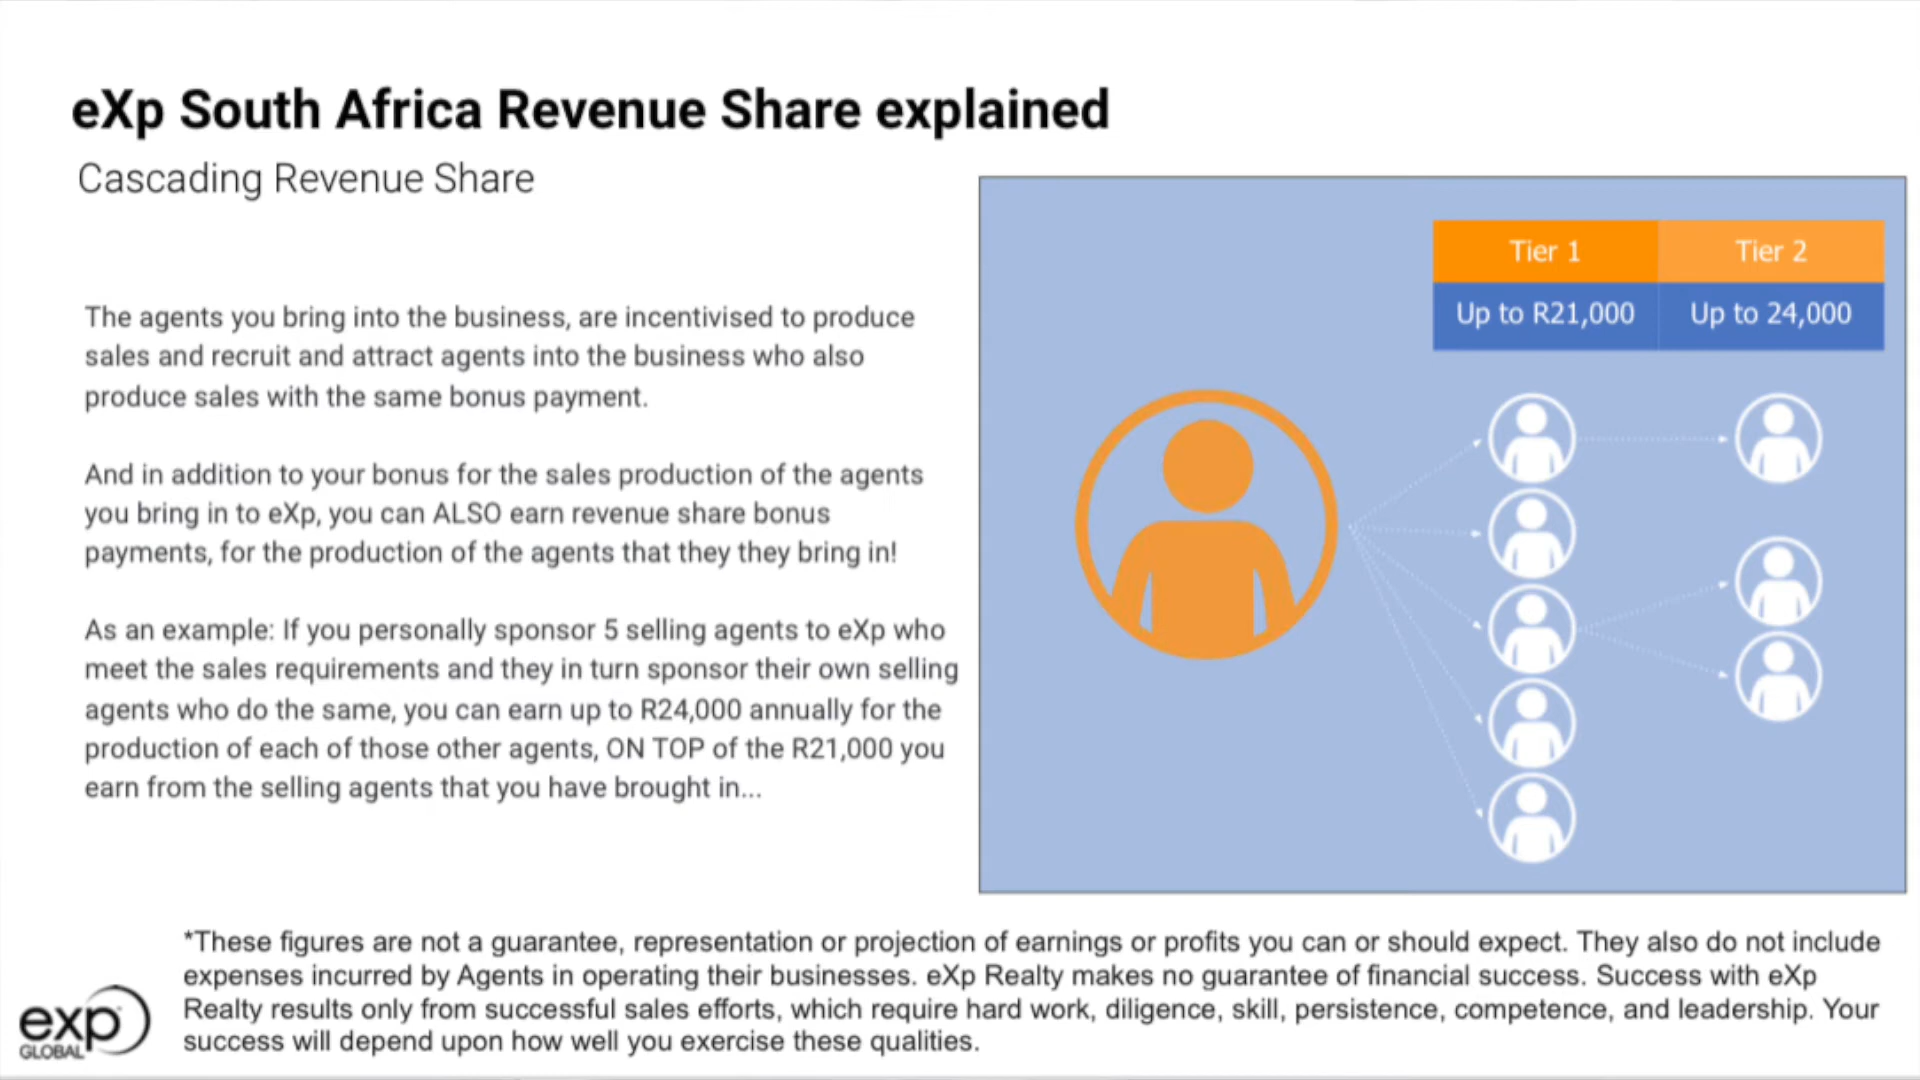 eXp South Africa Revenue Share explained
Cascading Revenue Share
The agents you bring into the business, are incentivised to produce
sales and recruit and attract agents into the business who also
produce sales with the same bonus payment.
And in addition to your bonus for the sales production of the agents
you bring in to eXp, you can ALSO earn revenue share bonus
payments, for the production of the agents that they they bring in!
As an example: If you personally sponsor 5 selling agents to eXp who
meet the sales requirements and they in turn sponsor their own selling
agents who do the same, you can earn up to R24,000 annually for the
production of each of those other agents, ON TOP of the R21,000 you
earn from the selling agents that you have brought in...
Tier 1 Tier 2
Up to R21,000 Up to 24,000
*These figures are not a guarantee, representation or projection of earnings or profits you can or should expect. They also do not include
expenses incurred by Agents in operating their businesses. eXp Realty makes no guarantee of financial success. Success with eXp
Realty results only from successful sales efforts, which require hard work, diligence, skill, persistence, competence, and leadership. Your
success will depend upon how well you exercise these qualities.
exp
GLOBAL